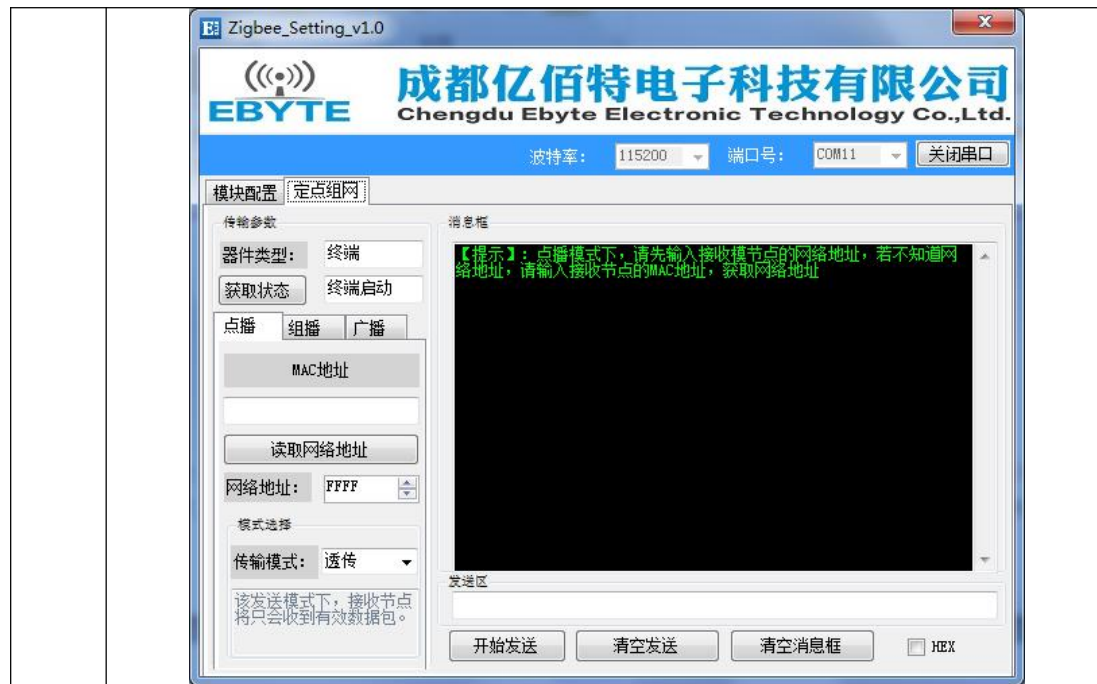 Zigbee_Setting_v1.0
EBYTE
成都亿佰特电子科技有限公司
Chengdu Ebyte Electronic Technology Co.,Ltd.
波特率: 115200 端口号: COM11 关闭串口
模块配置 定点组网
传输参数
器件类型: 终端
获取状态 终端启动
点播 组播 广播
MAC地址
读取网络地址
网络地址: FFFF
模式选择
传输模式: 透传
该发送模式下,接收节点
将只会收到有效数据包。
消息框
【提示】:点播模式下,请先输入接收模节点的网络地址,若不知道网
络地址,请输入接收节点的MAC地址,获取网络地址
发送区
开始发送 清空发送 清空消息框 HEX